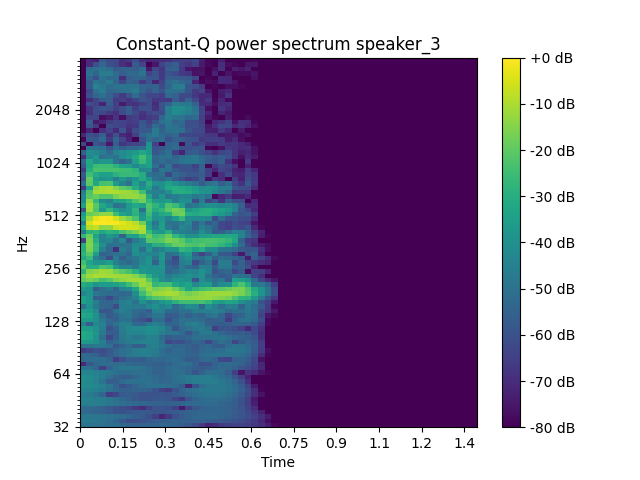 Constant-Q power spectrum speaker_3
Hz
2048
1024
512
256
128
64
32
0 0.15 0.3 0.45 0.6 0.75 0.9 1.1 1.2 1.4
Time
+0 dB
-10 dB
-20 dB
-30 dB
-40 dB
-50 dB
-60 dB
-70 dB
-80 dB